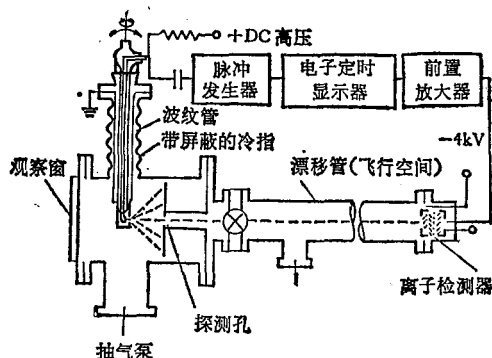 +DC高压
脉冲
发生器
电子定时
显示器
前置
放大器
波纹管
带屏蔽的冷指
-4kV
观察窗
漂移管(飞行空间)
离子检测器
探测孔
抽气泵